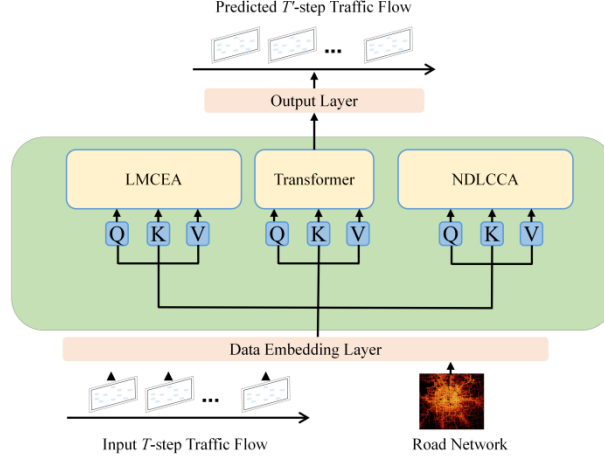 Predicted T'-step Traffic Flow
...
Output Layer
LMCEA
Transformer
NDLCCA
Q K V
Q K V
Q K V
Data Embedding Layer
...
Input T-step Traffic Flow
Road Network